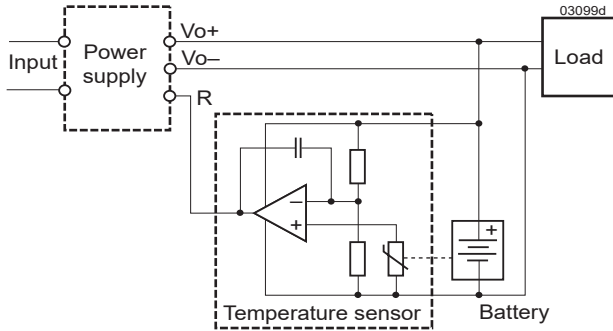 03099d
Vo+
Power supply
Vo–
Input
Load
R
–
+
+
Temperature sensor
Battery